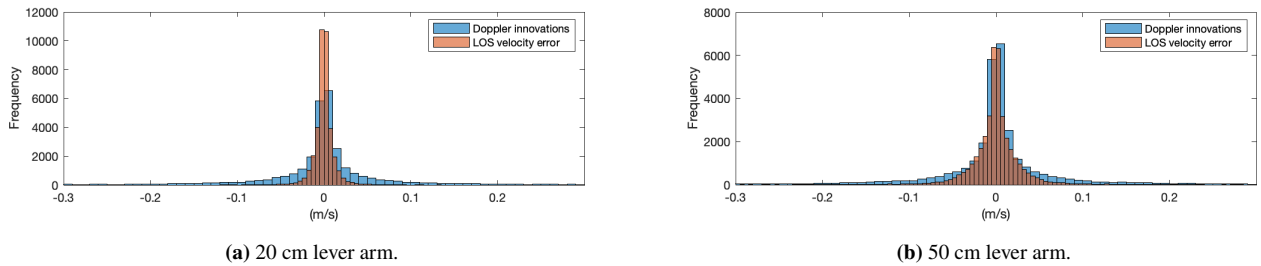 12000
10000
8000
6000
4000
2000
0
Frequency
Doppler innovations
LOS velocity error
-0.3 -0.2 -0.1 0 0.1 0.2
(m/s)
(a) 20 cm lever arm.
8000
6000
4000
2000
0
Frequency
Doppler innovations
LOS velocity error
-0.3 -0.2 -0.1 0 0.1 0.2
(m/s)
(b) 50 cm lever arm.